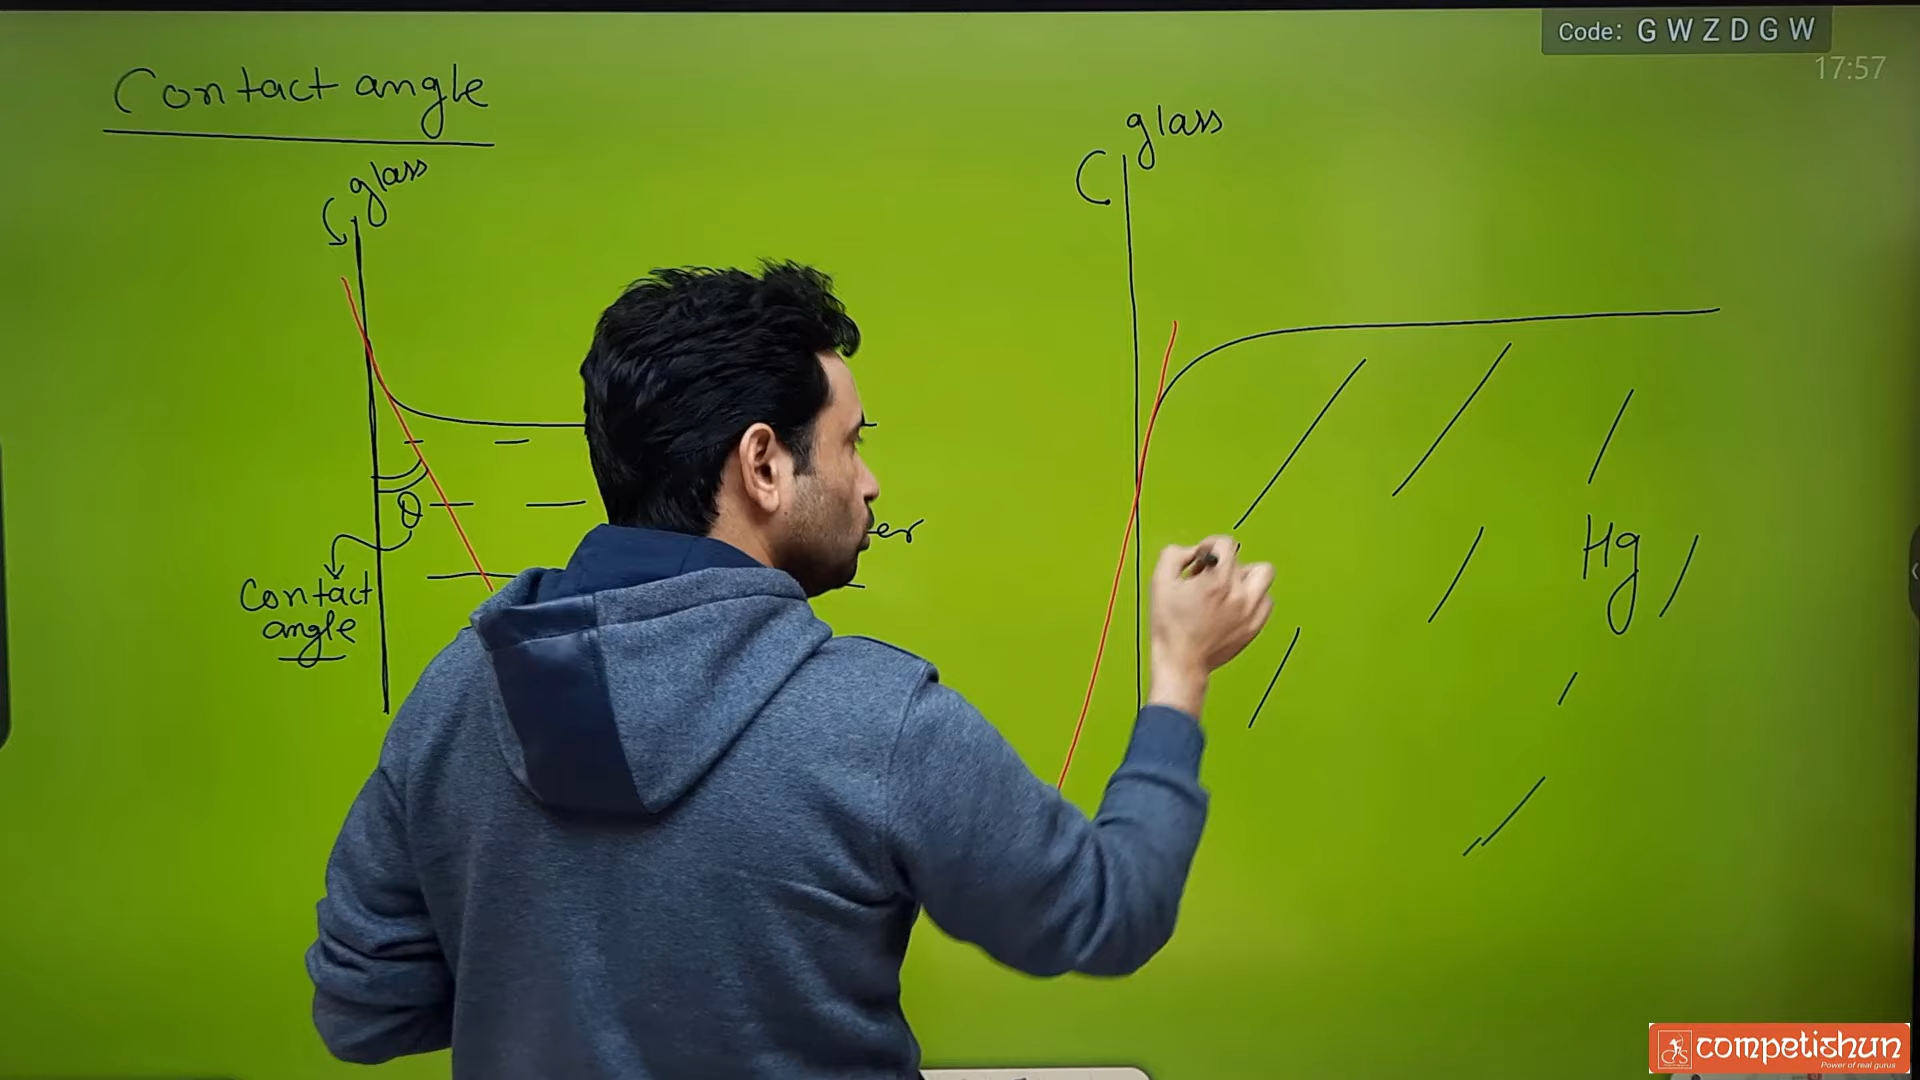 Code: GWZDGW
17:57
Contact angle
glass
glass
θ
Contact
angle
Hg
competishun
Power of real gurus